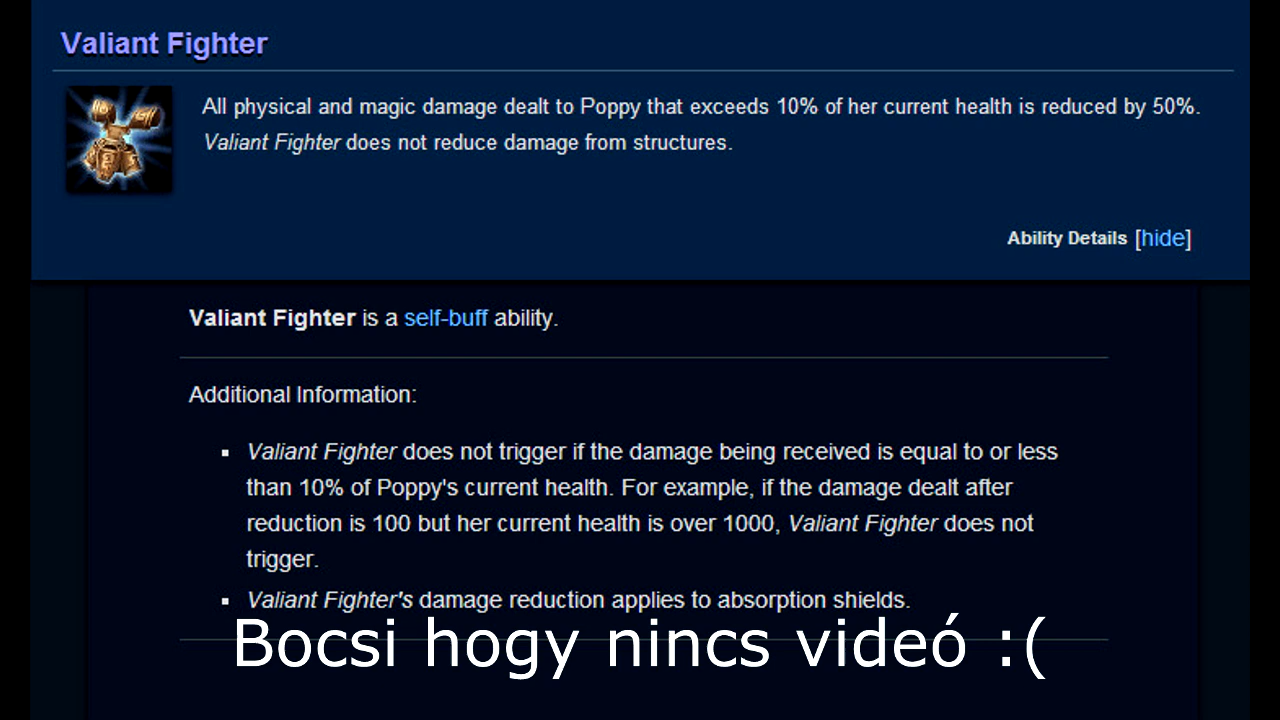 Valiant Fighter
All physical and magic damage dealt to Poppy that exceeds 10% of her current health is reduced by 50%.
Valiant Fighter does not reduce damage from structures.
Ability Details [hide]
Valiant Fighter is a self-buff ability.
Additional Information:
▪ Valiant Fighter does not trigger if the damage being received is equal to or less
than 10% of Poppy's current health. For example, if the damage dealt after
reduction is 100 but her current health is over 1000, Valiant Fighter does not
trigger.
▪ Valiant Fighter's damage reduction applies to absorption shields.
Bocsi hogy nincs videó :(